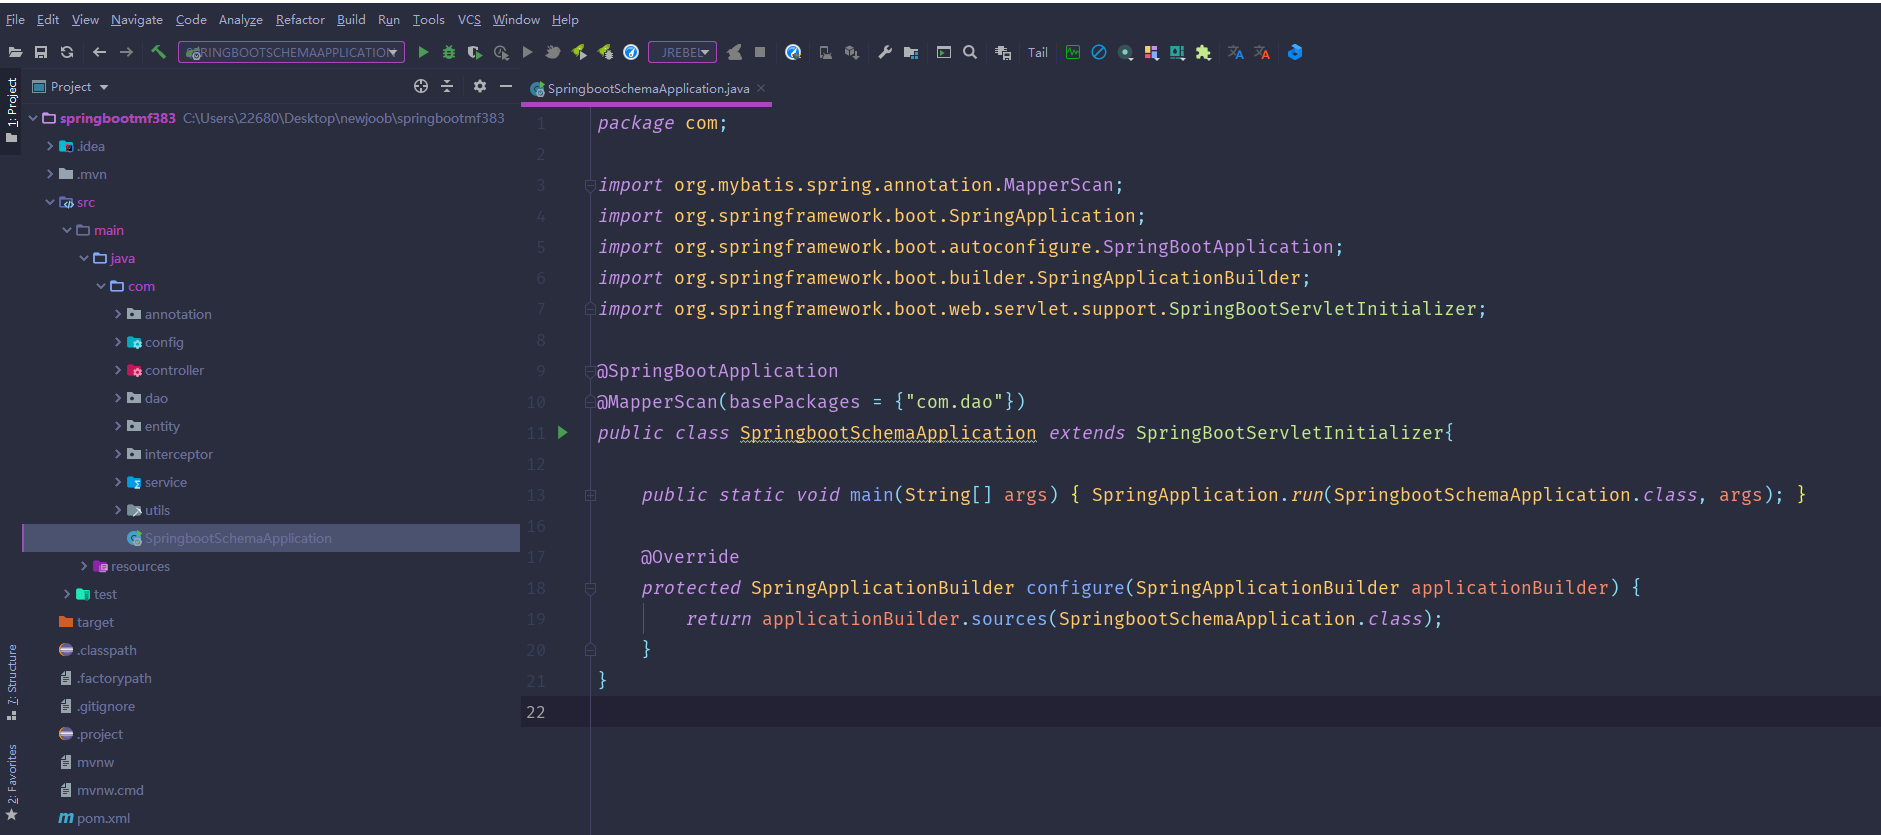 File Edit View Navigate Code Analyze Refactor Build Run Tools VCS Window Help
SPRINGBOOTSCHEMAAPPLICATION JREBEL Tail
1: Project
Project
springbootmf383 C:\Users\22680\Desktop\newjoob\springbootmf383
.idea
.mvn
src
main
java
com
annotation
config
controller
dao
entity
interceptor
service
utils
SpringbootSchemaApplication
resources
test
target
.classpath
.factorypath
.gitignore
.project
mvnw
mvnw.cmd
pom.xml
7: Structure
2: Favorites
SpringbootSchemaApplication.java
1 package com;
2
3 import org.mybatis.spring.annotation.MapperScan;
4 import org.springframework.boot.SpringApplication;
5 import org.springframework.boot.autoconfigure.SpringBootApplication;
6 import org.springframework.boot.builder.SpringApplicationBuilder;
7 import org.springframework.boot.web.servlet.support.SpringBootServletInitializer;
8
9 @SpringBootApplication
10 @MapperScan(basePackages = {"com.dao"})
11 public class SpringbootSchemaApplication extends SpringBootServletInitializer{
12
13 public static void main(String[] args) { SpringApplication.run(SpringbootSchemaApplication.class, args); }
16
17 @Override
18 protected SpringApplicationBuilder configure(SpringApplicationBuilder applicationBuilder) {
19 return applicationBuilder.sources(SpringbootSchemaApplication.class);
20 }
21 }
22